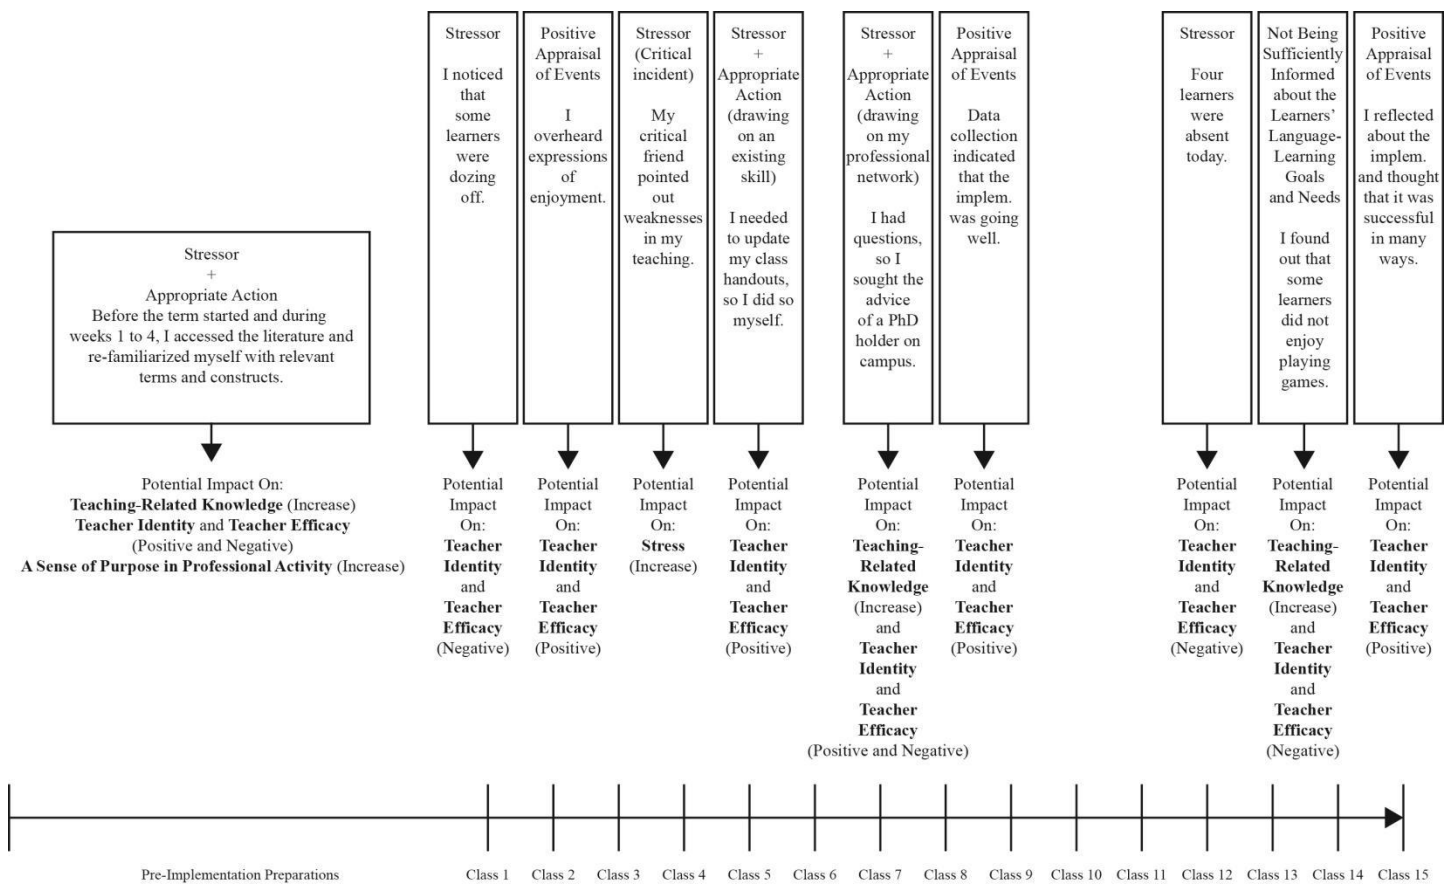 Stressor
+
Appropriate Action
Before the term started and during
weeks 1 to 4, I accessed the literature and
re-familiarized myself with relevant
terms and constructs.
Potential Impact On:
Teaching-Related Knowledge (Increase)
Teacher Identity and Teacher Efficacy
(Positive and Negative)
A Sense of Purpose in Professional Activity (Increase)
Stressor
I noticed
that
some
learners
were
dozing
off.
Potential
Impact
On:
Teacher
Identity
and
Teacher
Efficacy
(Negative)
Positive
Appraisal
of Events
I
overheard
expressions
of
enjoyment.
Potential
Impact
On:
Teacher
Identity
and
Teacher
Efficacy
(Positive)
Stressor
(Critical
incident)
My
critical
friend
pointed
out
weaknesses
in my
teaching.
Potential
Impact
On:
Stress
(Increase)
Stressor
+
Appropriate
Action
(drawing
on an
existing
skill)
I needed
to update
my class
handouts,
so I did so
myself.
Potential
Impact
On:
Teacher
Identity
and
Teacher
Efficacy
(Positive)
Stressor
+
Appropriate
Action
(drawing
on my
professional
network)
I had
questions,
so I
sought the
advice
of a PhD
holder on
campus.
Potential
Impact
On:
Teaching-
Related
Knowledge
(Increase)
and
Teacher
Identity
and
Teacher
Efficacy
(Positive and Negative)
Positive
Appraisal
of Events
Data
collection
indicated
that the
implem.
was going
well.
Potential
Impact
On:
Teacher
Identity
and
Teacher
Efficacy
(Positive)
Stressor
Four
learners
were
absent
today.
Potential
Impact
On:
Teacher
Identity
and
Teacher
Efficacy
(Negative)
Not Being
Sufficiently
Informed
about the
Learners’
Language-
Learning
Goals
and Needs
I found
out that
some
learners
did not
enjoy
playing
games.
Potential
Impact
On:
Teaching-
Related
Knowledge
(Increase)
and
Teacher
Identity
and
Teacher
Efficacy
(Negative)
Positive
Appraisal
of Events
I reflected
about the
implem.
and thought
that it was
successful
in many
ways.
Potential
Impact
On:
Teacher
Identity
and
Teacher
Efficacy
(Positive)
Pre-Implementation Preparations
Class 1
Class 2
Class 3
Class 4
Class 5
Class 6
Class 7
Class 8
Class 9
Class 10
Class 11
Class 12
Class 13
Class 14
Class 15